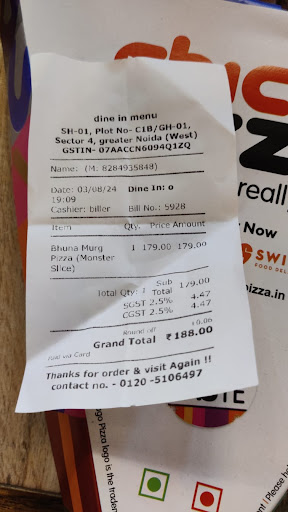 dine in menu
SH-01, Plot No- C1B/GH-01,
Sector 4, greater Noida (West)
GSTIN- 07AACCN6094Q1ZQ
Name: (M: 8284935848)
Date: 03/08/24 Dine In: 0
19:09
Cashier: biller Bill No.: 5928
Item Qty. Price Amount
Bhuna Murg 1 179.00 179.00
Pizza (Monster
Slice)
Total Qty: 1 Sub Total 179.00
SGST 2.5% 4.47
CGST 2.5% 4.47
Round off +0.06
Grand Total ₹188.00
Paid via Card
Thanks for order & visit Again !!
contact no. - 0120 -5106497
really
Now
SWI
FOOD DEL
pizza.in